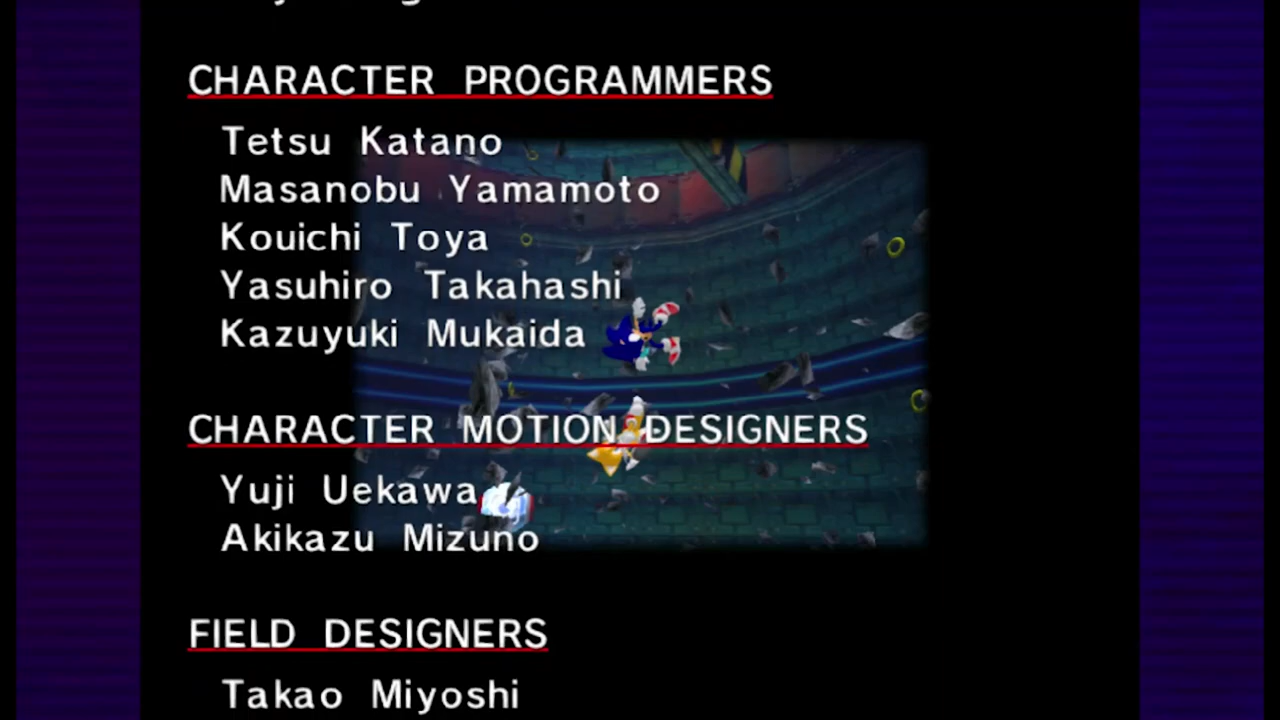 CHARACTER PROGRAMMERS
Tetsu Katano
Masanobu Yamamoto
Kouichi Toya
Yasuhiro Takahashi
Kazuyuki Mukaida
CHARACTER MOTION DESIGNERS
Yuji Uekawa
Akikazu Mizuno
FIELD DESIGNERS
Takao Miyoshi